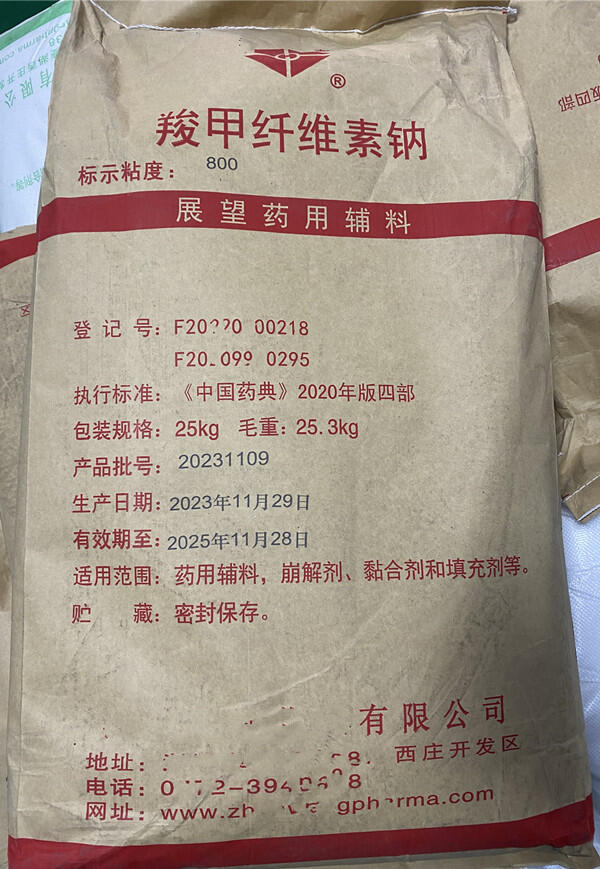 ®
羧甲纤维素钠
标示粘度： 800
展望药用辅料
登记号：
执行标准：《中国药典》2020年版四部
包装规格：25kg 毛重：25.3kg
产品批号：20231109
生产日期：2023年11月29日
有效期至：2025年11月28日
适用范围：药用辅料，崩解剂、黏合剂和填充剂等。
贮藏：密封保存。
有限公司
地址： 西庄开发区
电话：
网址：
版四部